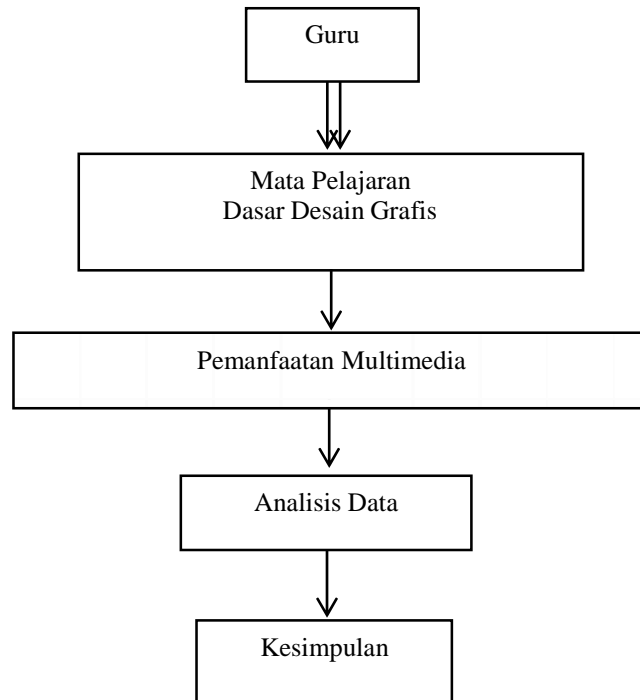 Guru
Mata Pelajaran
Dasar Desain Grafis
Pemanfaatan Multimedia
Analisis Data
Kesimpulan